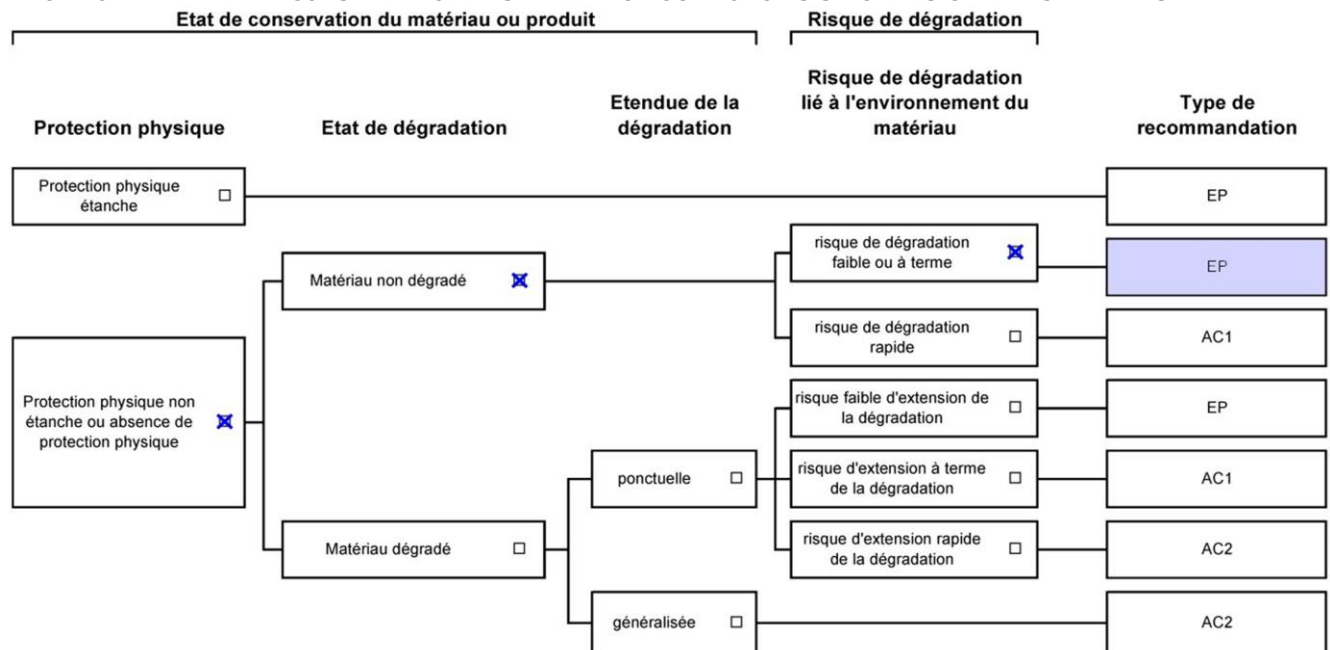 Etat de conservation du matériau ou produit
Risque de dégradation
Protection physique
Etat de dégradation
Etendue de la
dégradation
Risque de dégradation
lié à l'environnement du
matériau
Type de
recommandation
Protection physique
étanche
EP
risque de dégradation
faible ou à terme
EP
Matériau non dégradé
risque de dégradation
rapide
AC1
Protection physique non
étanche ou absence de
protection physique
risque faible d'extension de
la dégradation
EP
ponctuelle
risque d'extension à terme
de la dégradation
AC1
Matériau dégradé
risque d'extension rapide
de la dégradation
AC2
généralisée
AC2